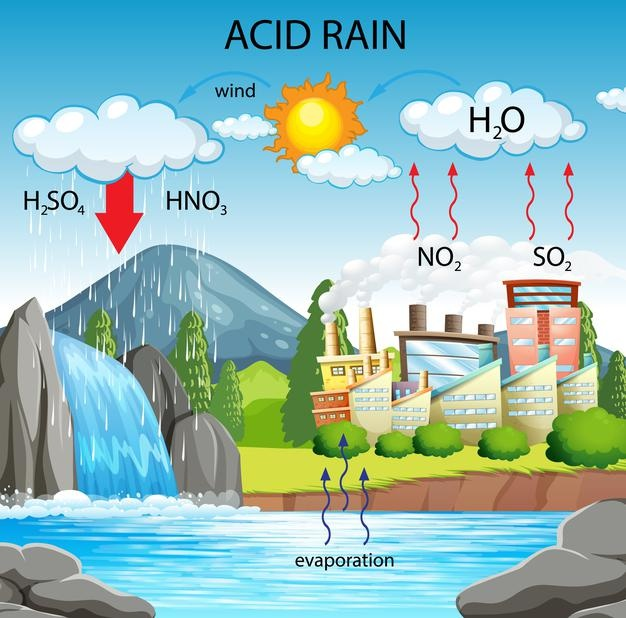 ACID RAIN
wind
H₂O
H₂SO₄ HNO₃
NO₂ SO₂
evaporation